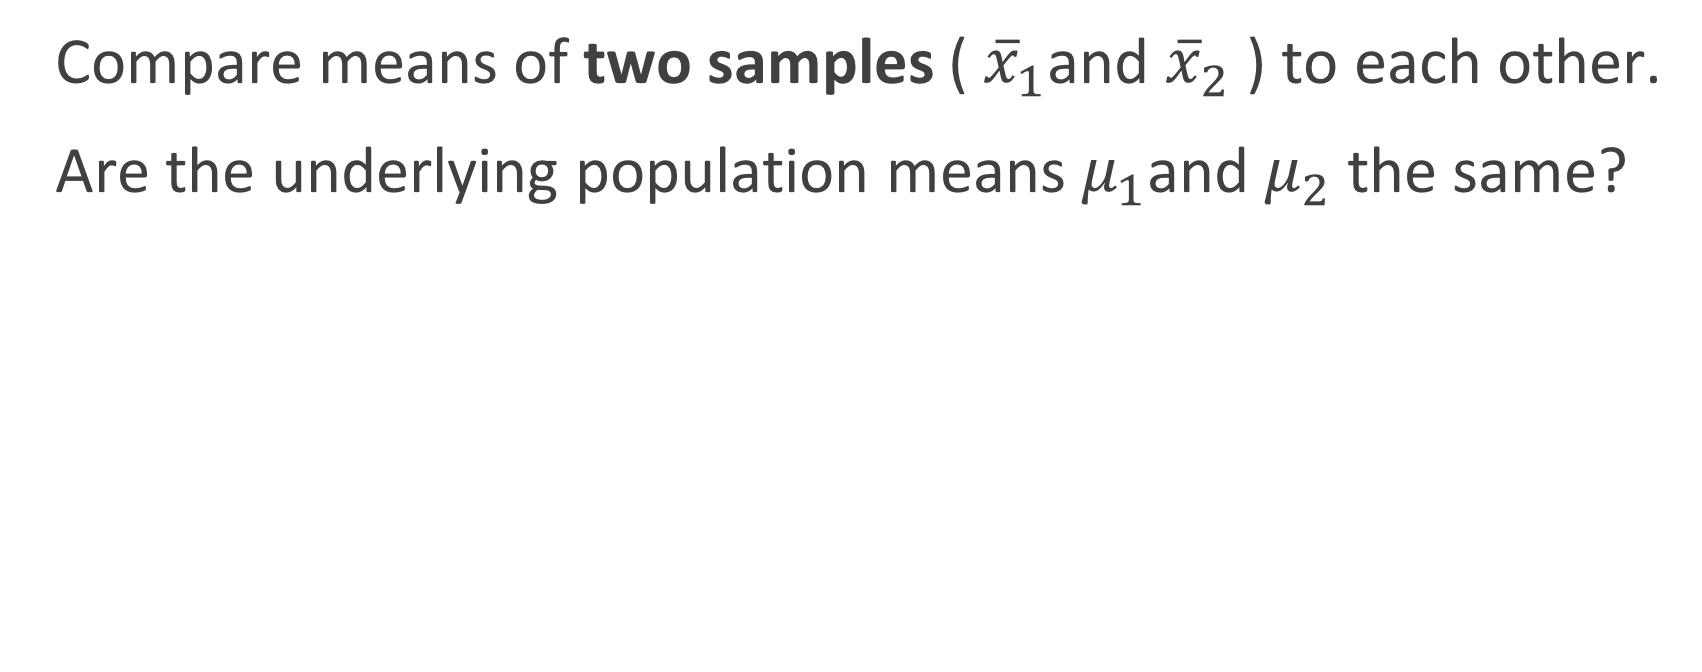 Compare means of two samples ( x̄₁ and x̄₂ ) to each other.
Are the underlying population means μ₁ and μ₂ the same?